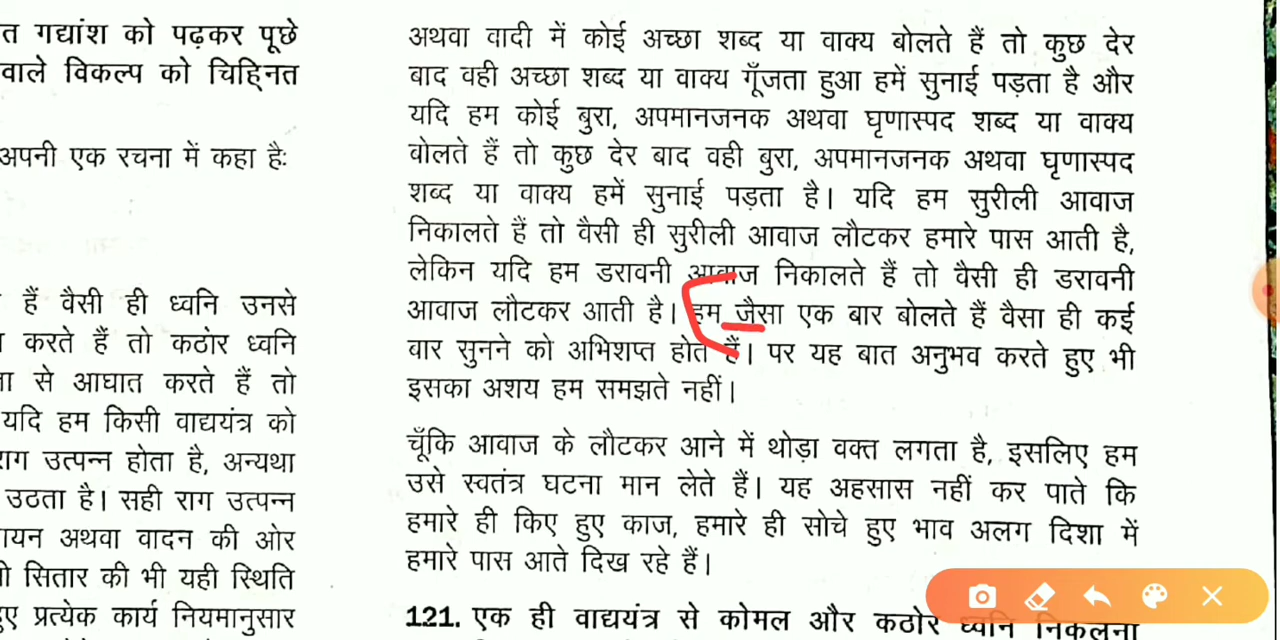 त गद्यांश को पढ़कर पूछे
वाले विकल्प को चिह्नित
अपनी एक रचना में कहा है:
हैं वैसी ही ध्वनि उनसे
करते हैं तो कठोर ध्वनि
से आघात करते हैं तो
यदि हम किसी वाद्ययंत्र को
राग उत्पन्न होता है, अन्यथा
उठता है। सही राग उत्पन्न
अथवा वादन की ओर
सितार की भी यही स्थिति
प्रत्येक कार्य नियमानुसार
अथवा वादी में कोई अच्छा शब्द या वाक्य बोलते हैं तो कुछ देर
बाद वही अच्छा शब्द या वाक्य गूँजता हुआ हमें सुनाई पड़ता है और
यदि हम कोई बुरा, अपमानजनक अथवा घृणास्पद शब्द या वाक्य
बोलते हैं तो कुछ देर बाद वही बुरा, अपमानजनक अथवा घृणास्पद
शब्द या वाक्य हमें सुनाई पड़ता है। यदि हम सुरीली आवाज
निकालते हैं तो वैसी ही सुरीली आवाज लौटकर हमारे पास आती है,
लेकिन यदि हम डरावनी आवाज निकालते हैं तो वैसी ही डरावनी
आवाज लौटकर आती है। हम जैसा एक बार बोलते हैं वैसा ही कई
वार सुनने को अभिशप्त होते हैं। पर यह बात अनुभव करते हुए भी
इसका अशय हम समझते नहीं।
चूँकि आवाज के लौटकर आने में थोड़ा वक्त लगता है, इसलिए हम
उसे स्वतंत्र घटना मान लेते हैं। यह अहसास नहीं कर पाते कि
हमारे ही किए हुए काज, हमारे ही सोचे हुए भाव अलग दिशा में
हमारे पास आते दिख रहे हैं।
121. एक ही वाद्ययंत्र से कोमल और कठोर ध्वनि निकलना